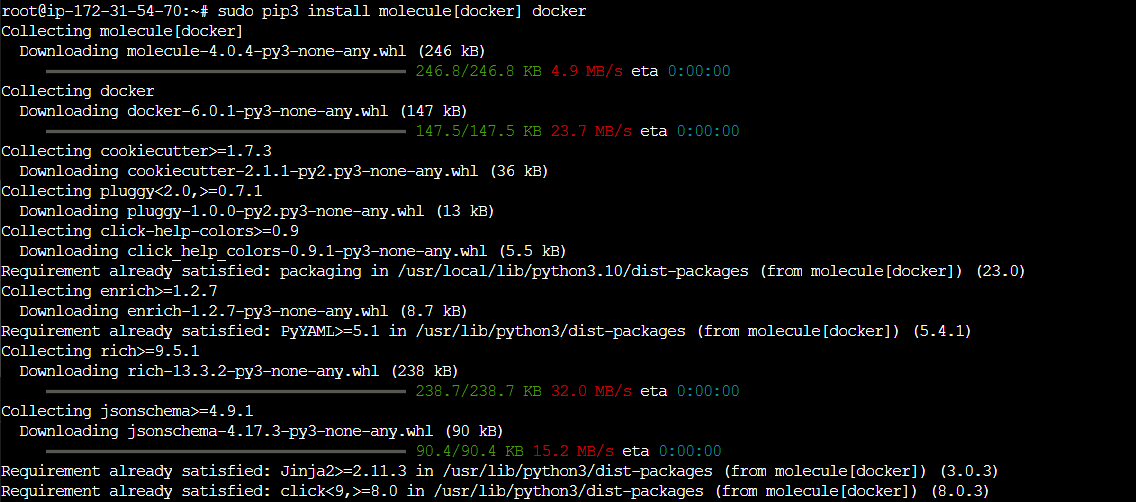 root@ip-172-31-54-70:~# sudo pip3 install molecule[docker] docker
Collecting molecule[docker]
  Downloading molecule-4.0.4-py3-none-any.whl (246 kB)
     246.8/246.8 KB 4.9 MB/s eta 0:00:00
Collecting docker
  Downloading docker-6.0.1-py3-none-any.whl (147 kB)
     147.5/147.5 KB 23.7 MB/s eta 0:00:00
Collecting cookiecutter>=1.7.3
  Downloading cookiecutter-2.1.1-py2.py3-none-any.whl (36 kB)
Collecting pluggy<2.0,>=0.7.1
  Downloading pluggy-1.0.0-py2.py3-none-any.whl (13 kB)
Collecting click-help-colors>=0.9
  Downloading click_help_colors-0.9.1-py3-none-any.whl (5.5 kB)
Requirement already satisfied: packaging in /usr/local/lib/python3.10/dist-packages (from molecule[docker]) (23.0)
Collecting enrich>=1.2.7
  Downloading enrich-1.2.7-py3-none-any.whl (8.7 kB)
Requirement already satisfied: PyYAML>=5.1 in /usr/lib/python3/dist-packages (from molecule[docker]) (5.4.1)
Collecting rich>=9.5.1
  Downloading rich-13.3.2-py3-none-any.whl (238 kB)
     238.7/238.7 KB 32.0 MB/s eta 0:00:00
Collecting jsonschema>=4.9.1
  Downloading jsonschema-4.17.3-py3-none-any.whl (90 kB)
     90.4/90.4 KB 15.2 MB/s eta 0:00:00
Requirement already satisfied: Jinja2>=2.11.3 in /usr/lib/python3/dist-packages (from molecule[docker]) (3.0.3)
Requirement already satisfied: click<9,>=8.0 in /usr/lib/python3/dist-packages (from molecule[docker]) (8.0.3)